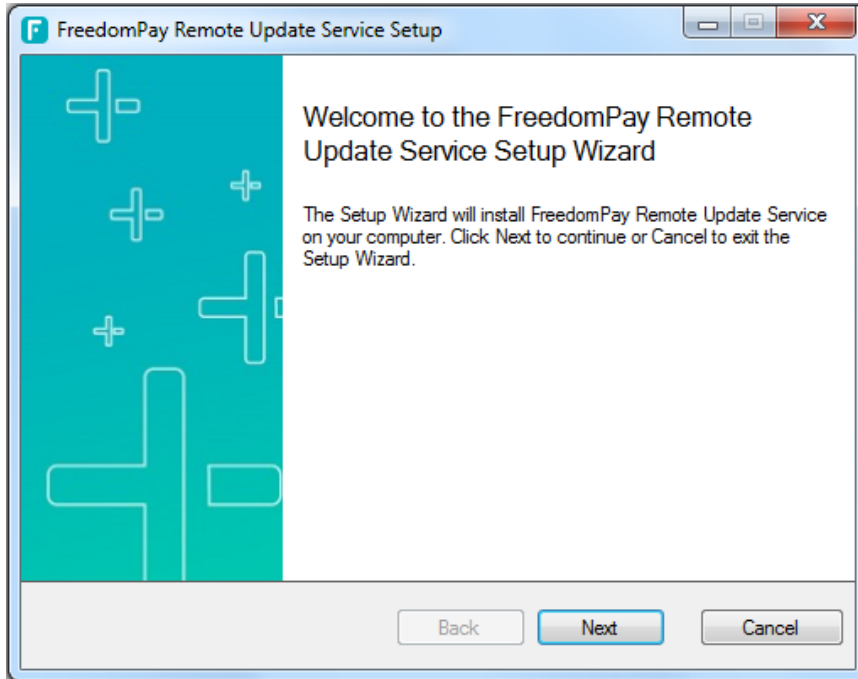 FreedomPay Remote Update Service Setup
Welcome to the FreedomPay Remote
Update Service Setup Wizard
The Setup Wizard will install FreedomPay Remote Update Service
on your computer. Click Next to continue or Cancel to exit the
Setup Wizard.
Back Next Cancel